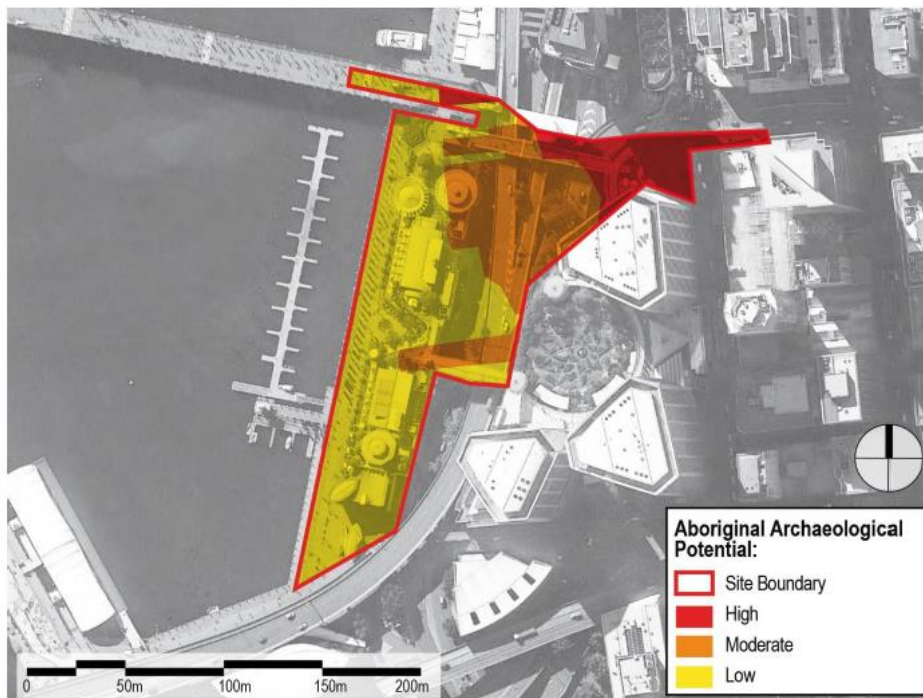 Aboriginal Archaeological
Potential:
Site Boundary
High
Moderate
Low
0 50m 100m 150m 200m